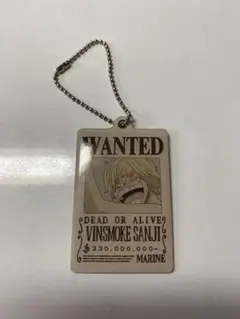 WANTED
DEAD OR ALIVE
VINSMOKE SANJI
330,000,000-
MARINE